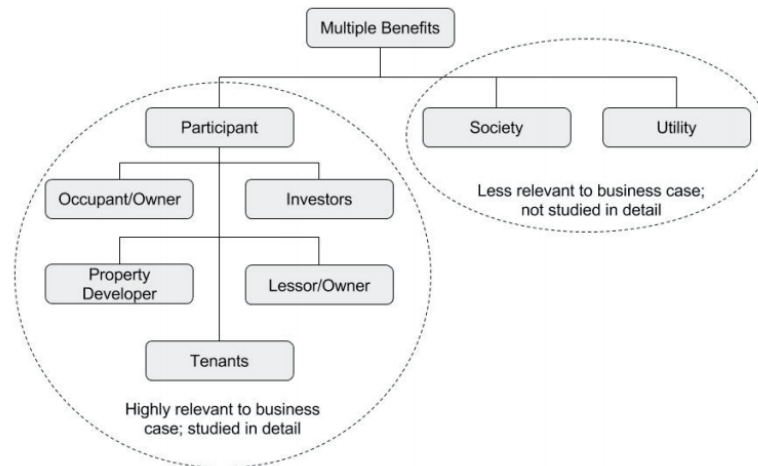 Multiple Benefits
Participant
Society
Utility
Occupant/Owner
Investors
Less relevant to business case;
not studied in detail
Property
Developer
Lessor/Owner
Tenants
Highly relevant to business
case; studied in detail